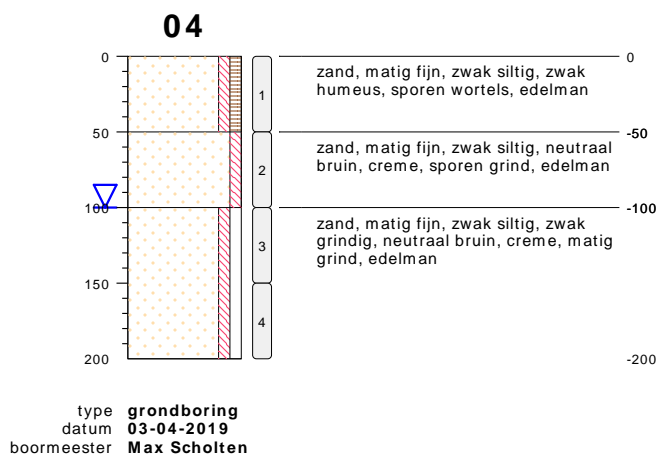 04
0
0
1
zand, matig fijn, zwak siltig, zwak
humeus, sporen wortels, edelman
50
-50
2
zand, matig fijn, zwak siltig, neutraal
bruin, creme, sporen grind, edelman
100
-100
3
zand, matig fijn, zwak siltig, zwak
grindig, neutraal bruin, creme, matig
grind, edelman
150
4
200
-200
type grondboring
datum 03-04-2019
boormeester Max Scholten